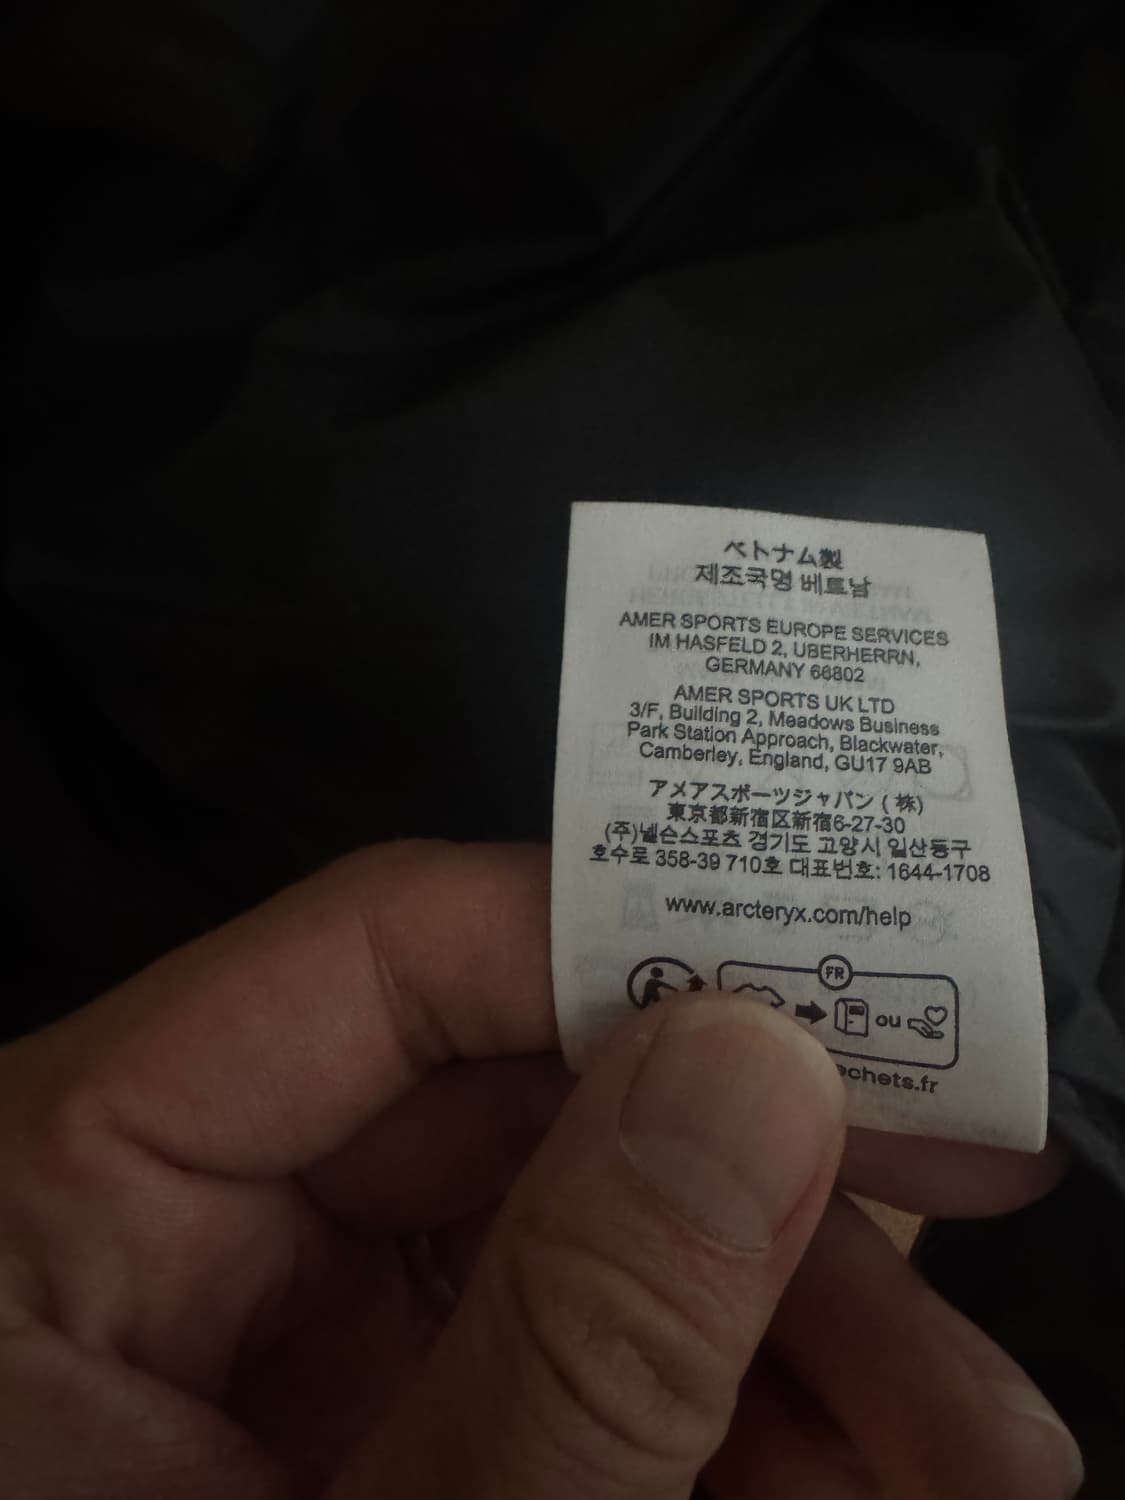 ベトナム製
제조국명 베트남
AMER SPORTS EUROPE SERVICES
IM HASFELD 2, UBERHERRN,
GERMANY 66802
AMER SPORTS UK LTD
3/F, Building 2, Meadows Business
Park Station Approach, Blackwater,
Camberley, England, GU17 9AB
アメアスポーツジャパン ( 株)
東京都新宿区新宿6-27-30
(주)넬슨스포츠 경기도 고양시 일산동구
호수로 358-39 710호 대표번호: 1644-1708
www.arcteryx.com/help
FR
ou
echets.fr